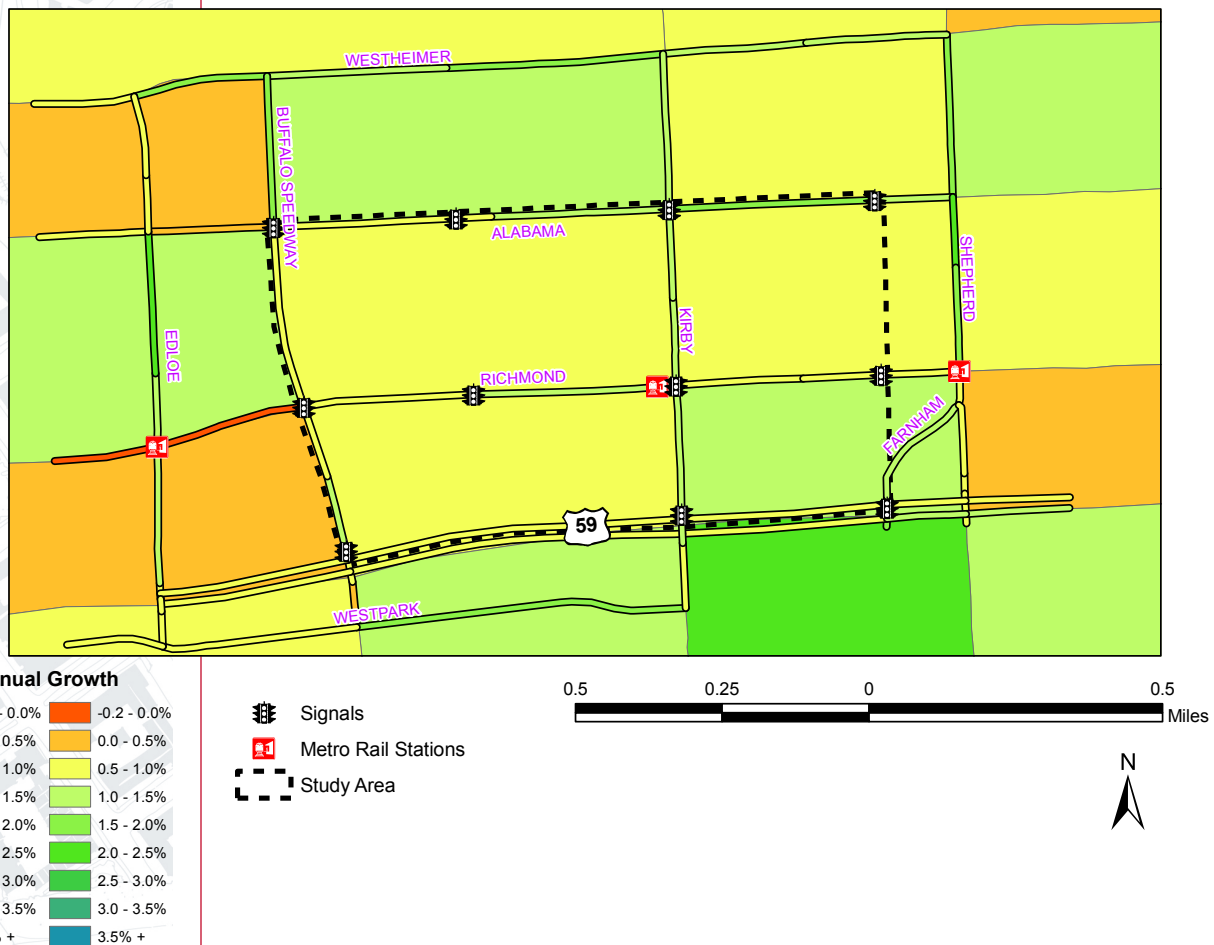 WESTHEIMER
BUFFALO SPEEDWAY
ALABAMA
SHEPHERD
KIRBY
EDLOE
RICHMOND
FARNHAM
59
WESTPARK
nual Growth
- 0.0% -0.2 - 0.0%
0.5% 0.0 - 0.5%
1.0% 0.5 - 1.0%
1.5% 1.0 - 1.5%
2.0% 1.5 - 2.0%
2.5% 2.0 - 2.5%
3.0% 2.5 - 3.0%
3.5% 3.0 - 3.5%
+ 3.5% +
Signals
Metro Rail Stations
Study Area
0.5 0.25 0 0.5
Miles
N